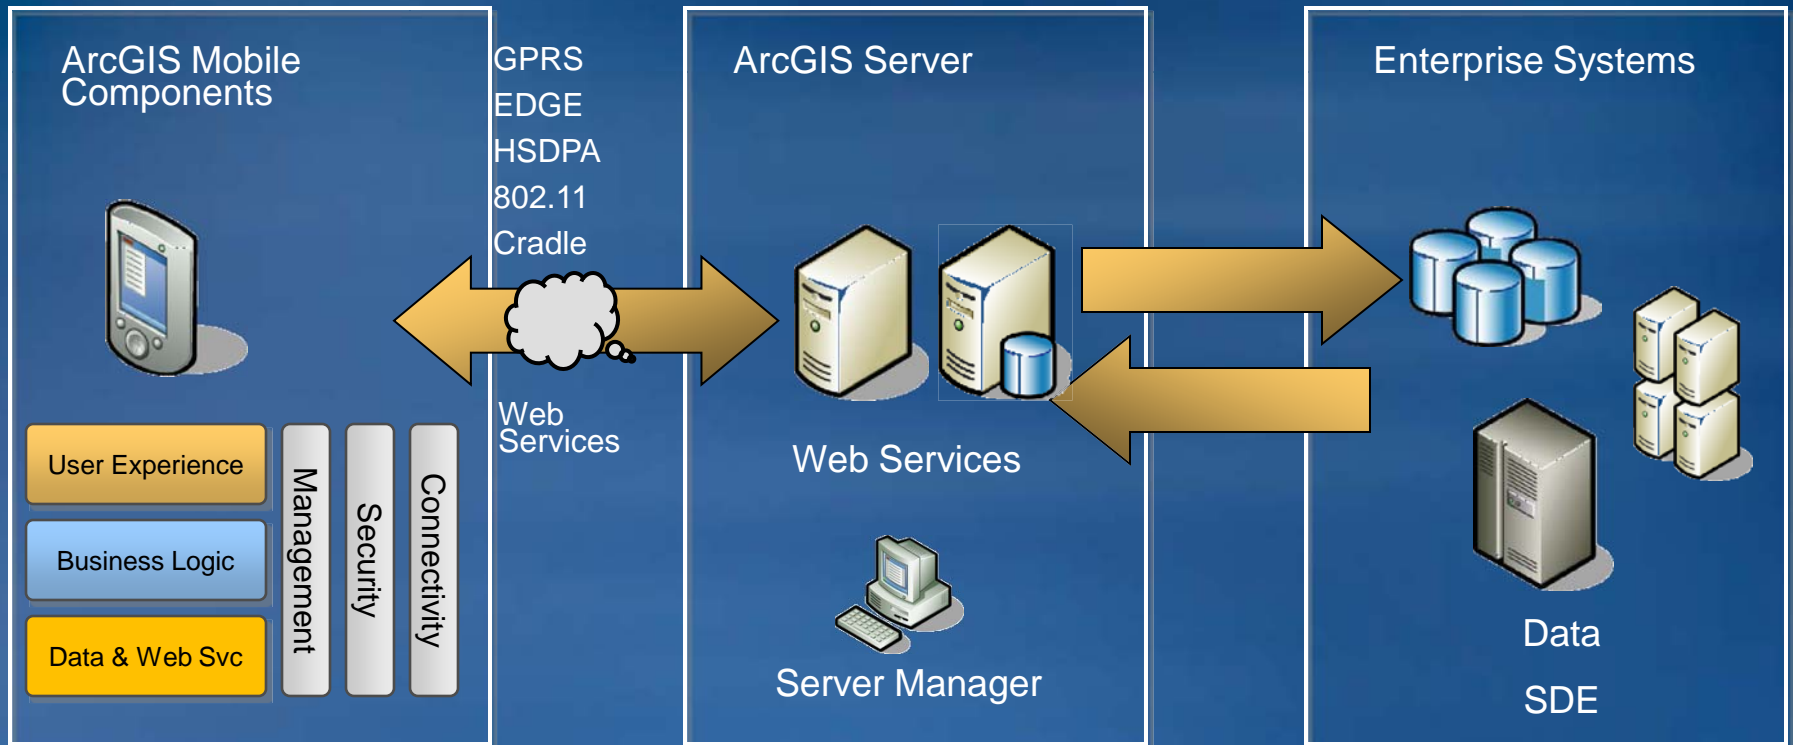 ArcGIS Mobile
Components
User Experience
Business Logic
Data & Web Svc
Management
Security
Connectivity
GPRS
EDGE
HSDPA
802.11
Cradle
Web
Services
ArcGIS Server
Web Services
Server Manager
Enterprise Systems
Data
SDE